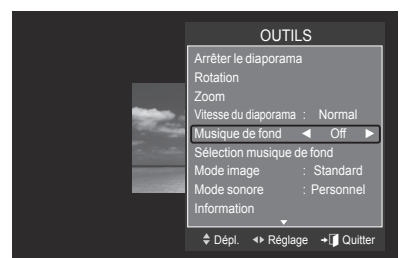 OUTILS
Arrêter le diaporama
Rotation
Zoom
Vitesse du diaporama : Normal
Musique de fond ◄ Off ►
Sélection musique de fond
Mode image : Standard
Mode sonore : Personnel
Information
Dépl. Réglage Quitter